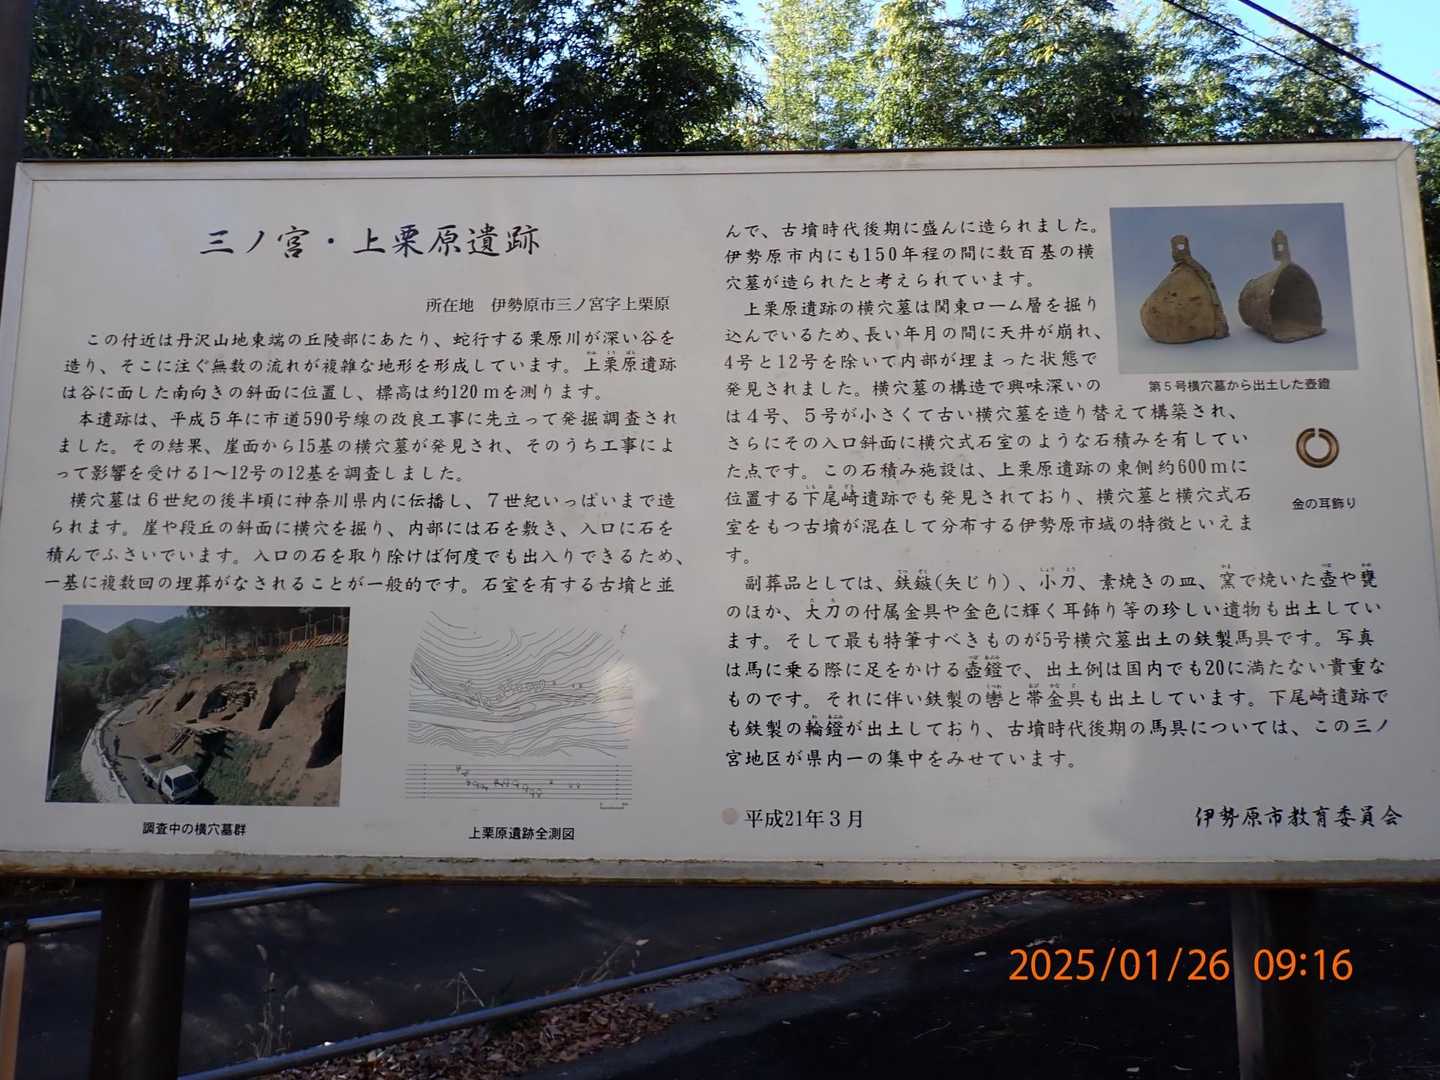 三ノ宮・上栗原遺跡
所在地 伊勢原市三ノ宮字上栗原
この付近は丹沢山地東端の丘陵部にあたり、蛇行する栗原川が深い谷を
造り、そこに注ぐ無数の流れが複雑な地形を形成しています。上栗原遺跡
は谷に面した南向きの斜面に位置し、標高は約120mを測ります。
本遺跡は、平成5年に市道590号線の改良工事に先立って発掘調査され
ました。その結果、崖面から15基の横穴墓が発見され、そのうち工事によ
って影響を受ける1～12号の12基を調査しました。
横穴墓は6世紀の後半頃に神奈川県内に伝播し、7世紀いっぱいまで造
られます。崖や段丘の斜面に横穴を掘り、内部には石を敷き、入口に石を
積んでふさいでいます。入口の石を取り除けば何度でも出入りできるため、
一基に複数回の埋葬がなされることが一般的です。石室を有する古墳と並
調査中の横穴墓群
上栗原遺跡全測図
んで、古墳時代後期に盛んに造られました。
伊勢原市内にも150年程の間に数百基の横
穴墓が造られたと考えられています。
上栗原遺跡の横穴墓は関東ローム層を掘り
込んでいるため、長い年月の間に天井が崩れ、
4号と12号を除いて内部が埋まった状態で
発見されました。横穴墓の構造で興味深いの
は4号、5号が小さくて古い横穴墓を造り替えて構築され、
さらにその入口斜面に横穴式石室のような石積みを有してい
た点です。この石積み施設は、上栗原遺跡の東側約600mに
位置する下尾崎遺跡でも発見されており、横穴墓と横穴式石
室をもつ古墳が混在して分布する伊勢原市域の特徴といえま
す。
副葬品としては、鉄鏃(矢じり)、小刀、素焼きの皿、窯で焼いた壺や甕
のほか、大刀の付属金具や金色に輝く耳飾り等の珍しい遺物も出土してい
ます。そして最も特筆すべきものが5号横穴墓出土の鉄製馬具です。写真
は馬に乗る際に足をかける壺鐙で、出土例は国内でも20に満たない貴重な
ものです。それに伴い鉄製の轡と帯金具も出土しています。下尾崎遺跡で
も鉄製の輪鐙が出土しており、古墳時代後期の馬具については、この三ノ
宮地区が県内一の集中をみせています。
第5号横穴墓から出土した壺鐙
金の耳飾り
平成21年3月
伊勢原市教育委員会
2025/01/26 09:16